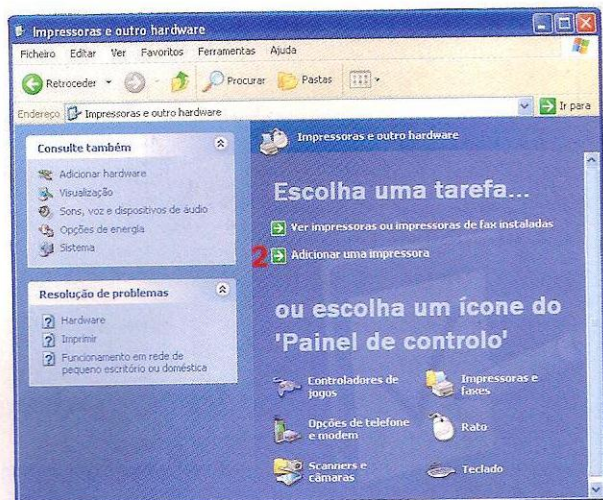 Impressoras e outro hardware
Ficheiro Editar Ver Favoritos Ferramentas Ajuda
Retroceder Procurar Pastas
Endereço Impressoras e outro hardware Ir para
Consulte também
Adicionar hardware
Visualização
Sons, voz e dispositivos de áudio
Opções de energia
Sistema
Resolução de problemas
Hardware
Imprimir
Funcionamento em rede de
pequeno escritório ou doméstica
Impressoras e outro hardware
Escolha uma tarefa...
Ver impressoras ou impressoras de fax instaladas
2 Adicionar uma impressora
ou escolha um ícone do
'Painel de controlo'
Controladores de
jogos
Impressoras e
faxes
Opções de telefone
e modem
Rato
Scanners e
câmaras
Teclado